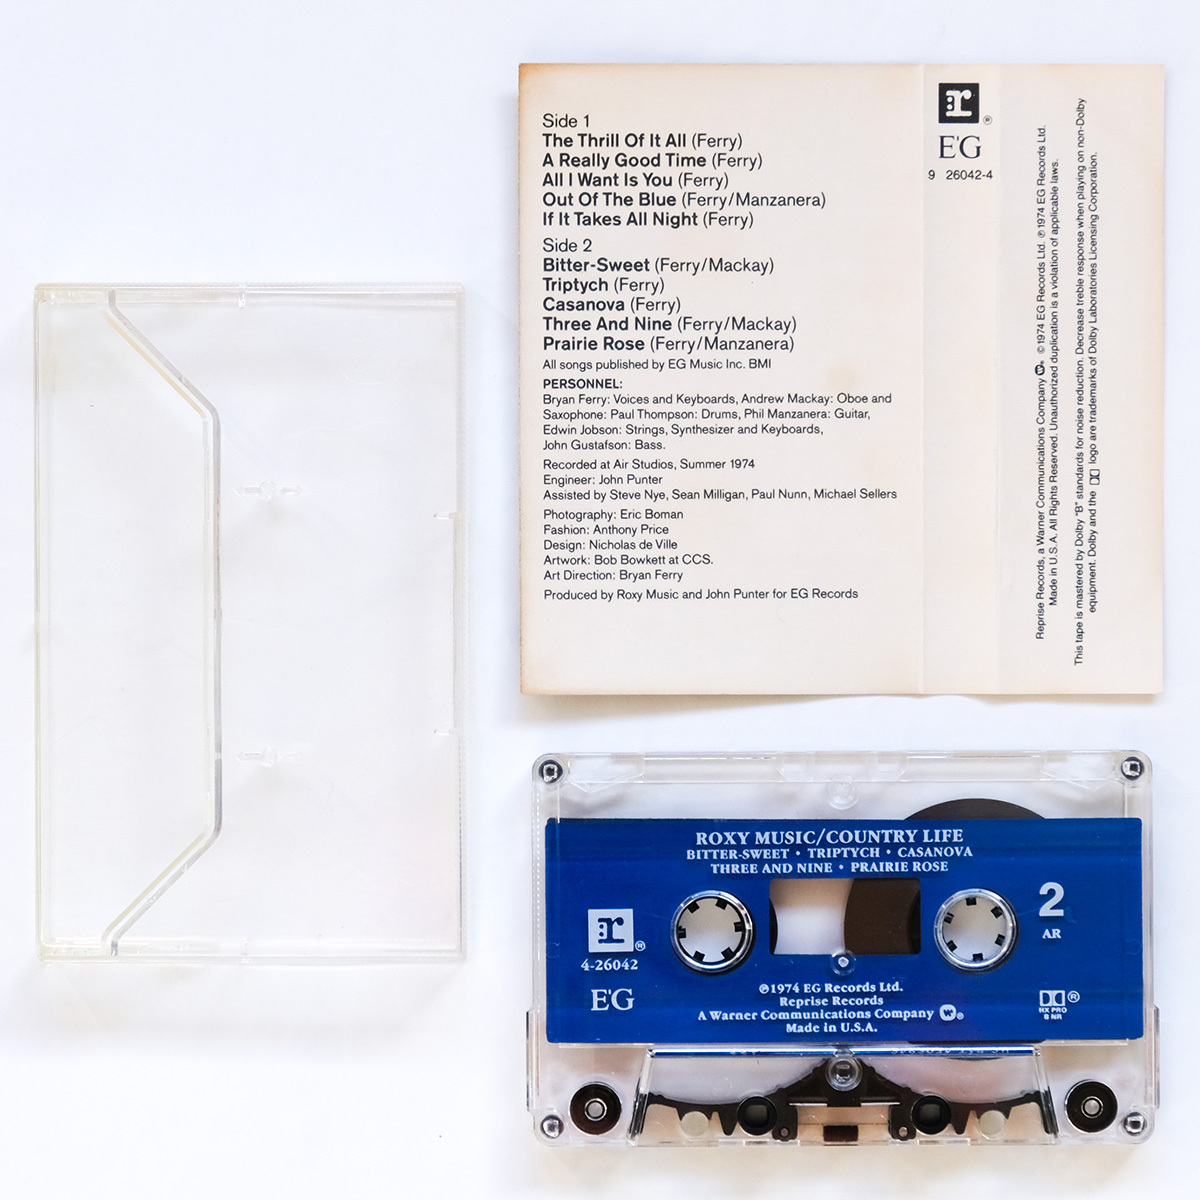 Side 1
The Thrill Of It All (Ferry)
A Really Good Time (Ferry)
All I Want Is You (Ferry)
Out Of The Blue (Ferry/Manzanera)
If It Takes All Night (Ferry)
Side 2
Bitter-Sweet (Ferry/Mackay)
Triptych (Ferry)
Casanova (Ferry)
Three And Nine (Ferry/Mackay)
Prairie Rose (Ferry/Manzanera)
All songs published by EG Music Inc. BMI
PERSONNEL:
Bryan Ferry: Voices and Keyboards, Andrew Mackay: Oboe and
Saxophone: Paul Thompson: Drums, Phil Manzanera: Guitar,
Edwin Jobson: Strings, Synthesizer and Keyboards,
John Gustafson: Bass.
Recorded at Air Studios, Summer 1974
Engineer: John Punter
Assisted by Steve Nye, Sean Milligan, Paul Nunn, Michael Sellers
Photography: Eric Boman
Fashion: Anthony Price
Design: Nicholas de Ville
Artwork: Bob Bowkett at CCS.
Art Direction: Bryan Ferry
Produced by Roxy Music and John Punter for EG Records
r ®
E'G
9 26042-4
Reprise Records, a Warner Communications Company ® ©1974 EG Records Ltd. ℗1974 EG Records Ltd.
Made in U.S.A. All Rights Reserved. Unauthorized duplication is a violation of applicable laws.
This tape is mastered by Dolby "B" standards for noise reduction. Decrease treble response when playing on non-Dolby
equipment. Dolby and the logo are trademarks of Dolby Laboratories Licensing Corporation.
ROXY MUSIC/COUNTRY LIFE
BITTER-SWEET • TRIPTYCH • CASANOVA
THREE AND NINE • PRAIRIE ROSE
2
AR
r ®
4-26042
E'G
℗1974 EG Records Ltd.
Reprise Records
A Warner Communications Company ®
Made in U.S.A.
®
HX PRO
B NR